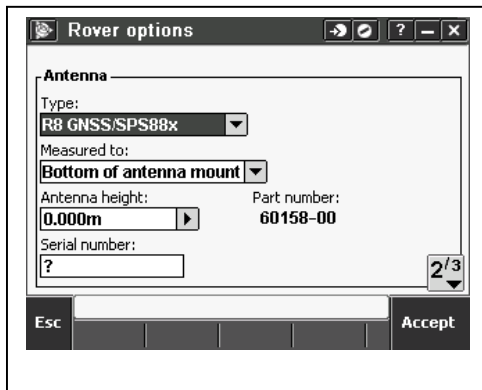 Rover options ? – ×
Antenna
Type:
R8 GNSS/SPS88x
Measured to:
Bottom of antenna mount
Antenna height: Part number:
0.000m 60158-00
Serial number:
?
2/3
Esc Accept